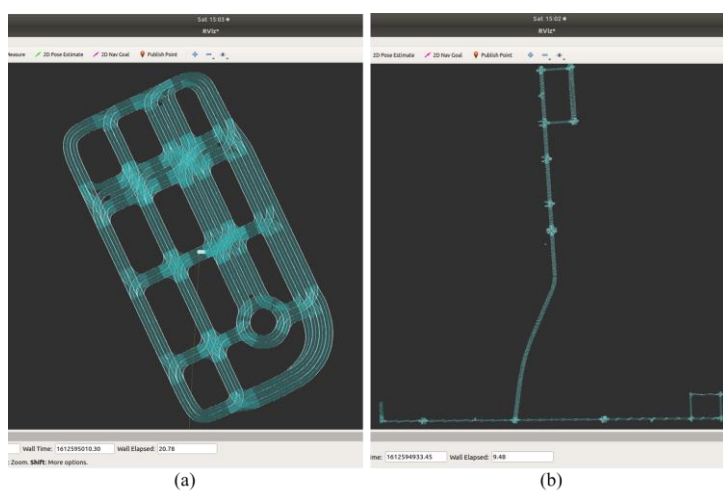 Sat 15:03
RViz*
Measure 2D Pose Estimate 2D Nav Goal Publish Point
Wall Time: 1612595010.30 Wall Elapsed: 20.78
: Zoom. Shift: More options.
(a)
Sat 15:02
RViz*
2D Pose Estimate 2D Nav Goal Publish Point
ime: 1612594933.45 Wall Elapsed: 9.48
(b)